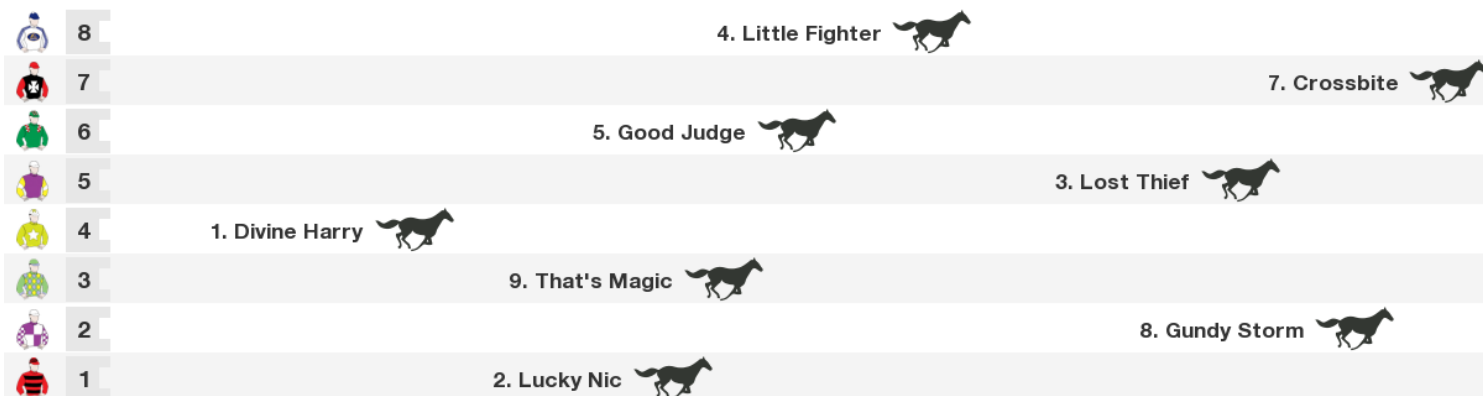 8 4. Little Fighter
7 7. Crossbite
6 5. Good Judge
5 3. Lost Thief
4 1. Divine Harry
3 9. That's Magic
2 8. Gundy Storm
1 2. Lucky Nic